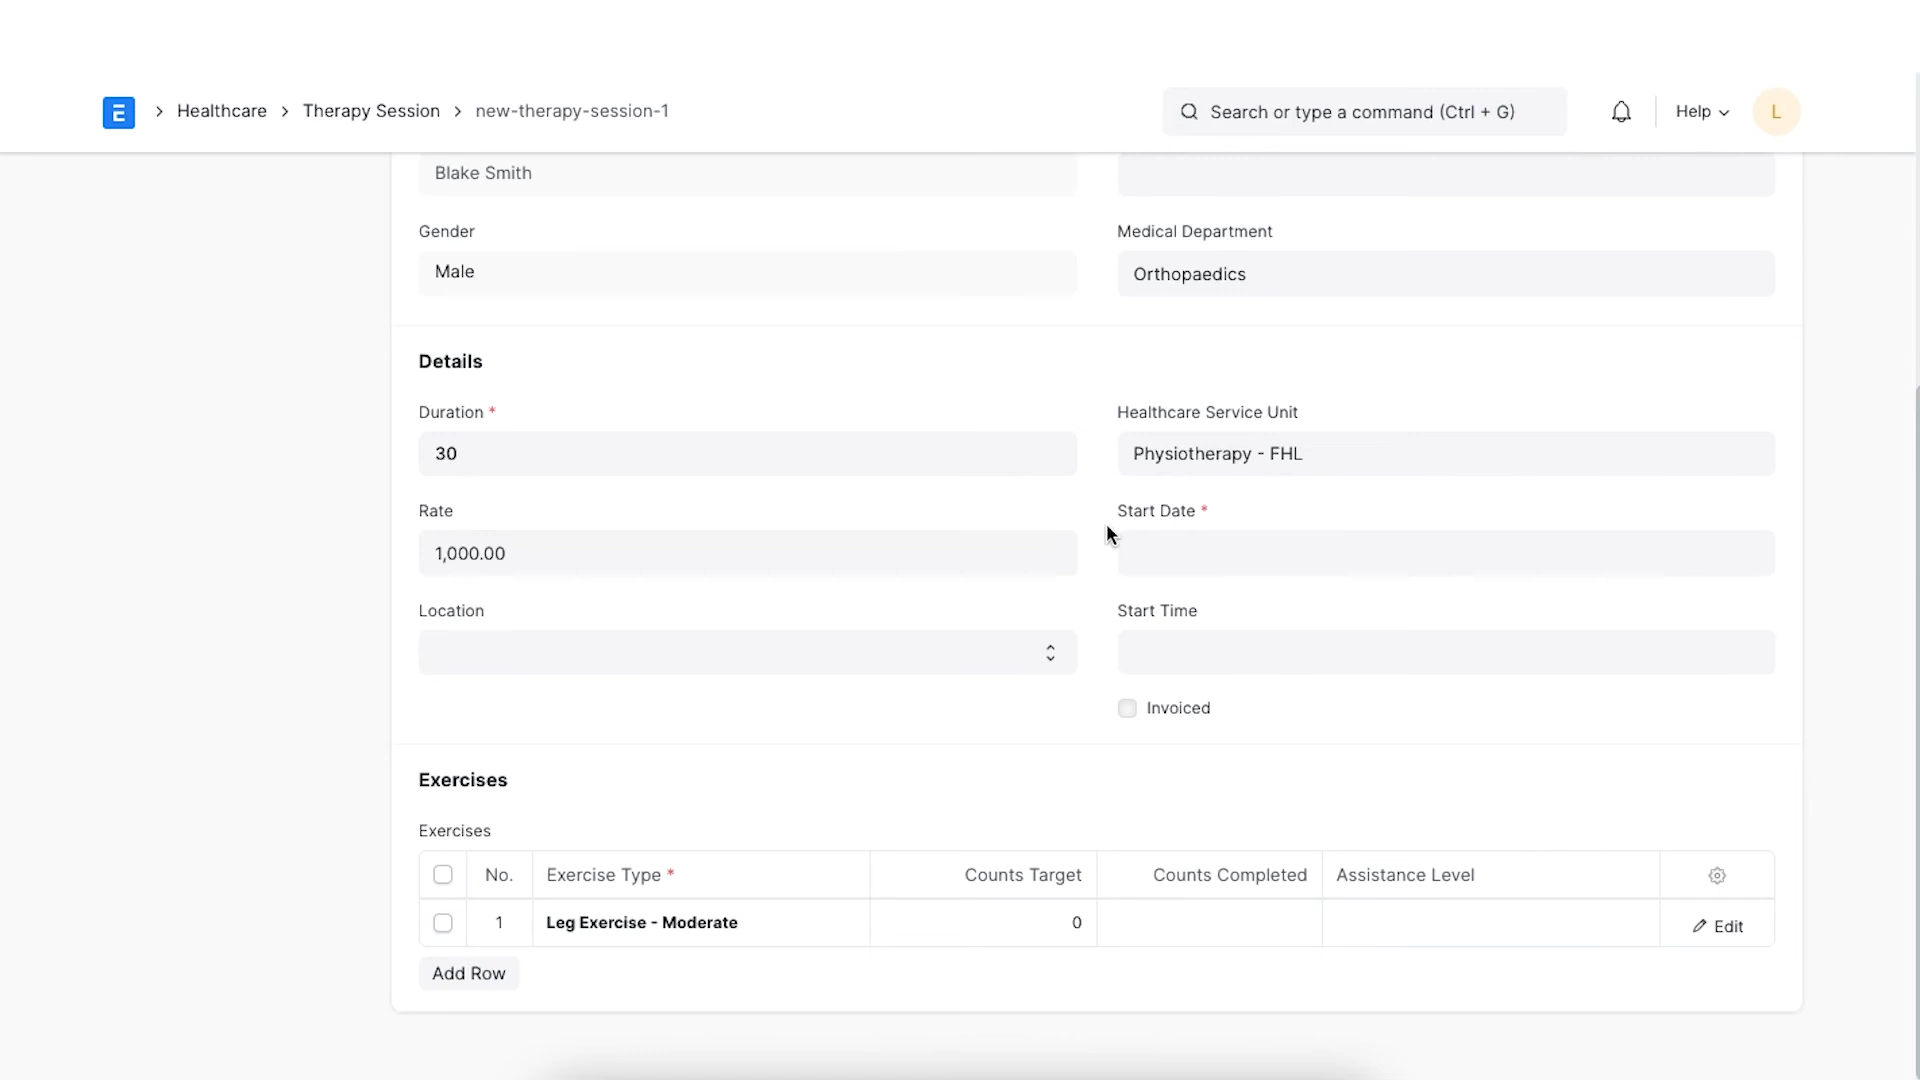 E > Healthcare > Therapy Session > new-therapy-session-1 Search or type a command (Ctrl + G) Help L
Blake Smith
Gender
Male
Medical Department
Orthopaedics
Details
Duration *
30
Healthcare Service Unit
Physiotherapy - FHL
Rate
1,000.00
Start Date *
Location
Start Time
Invoiced
Exercises
Exercises
No. Exercise Type * Counts Target Counts Completed Assistance Level
1 Leg Exercise - Moderate 0 Edit
Add Row